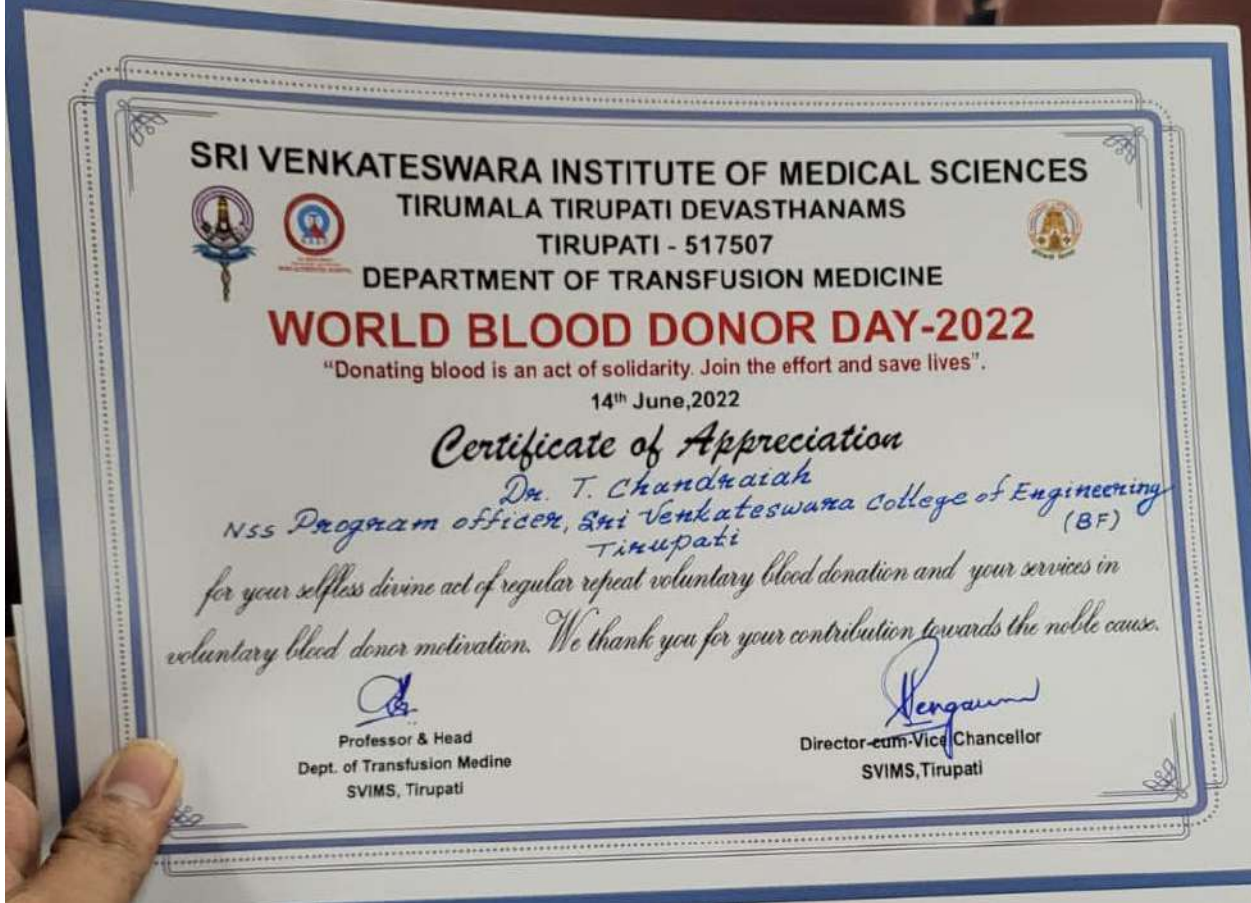 SRI VENKATESWARA INSTITUTE OF MEDICAL SCIENCES
TIRUMALA TIRUPATI DEVASTHANAMS
TIRUPATI - 517507
DEPARTMENT OF TRANSFUSION MEDICINE
WORLD BLOOD DONOR DAY-2022
"Donating blood is an act of solidarity. Join the effort and save lives".
14th June,2022
Certificate of Appreciation
Dr. T. Chandraiah
NSS Program officer, Sri Venkateswara College of Engineering
(BF)
Tirupati
for your selfless divine act of regular repeat voluntary blood donation and your services in
voluntary blood donor motivation. We thank you for your contribution towards the noble cause.
Professor & Head
Dept. of Transfusion Medine
SVIMS, Tirupati
Director-cum-Vice Chancellor
SVIMS,Tirupati